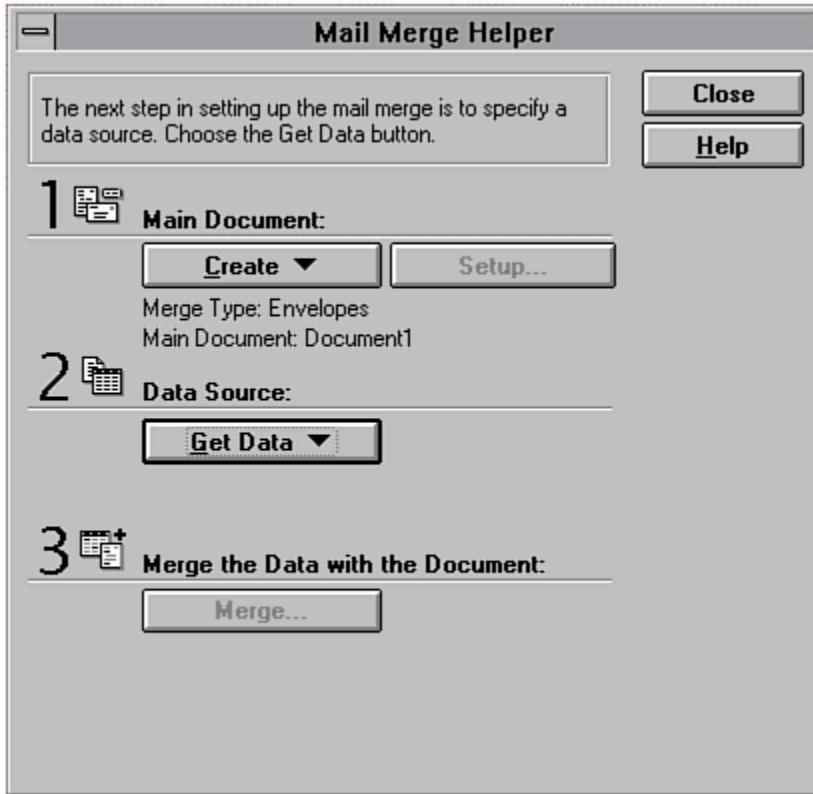 Mail Merge Helper
The next step in setting up the mail merge is to specify a
data source. Choose the Get Data button.
Close
Help
1 Main Document:
Create
Setup...
Merge Type: Envelopes
Main Document: Document1
2 Data Source:
Get Data
3 Merge the Data with the Document:
Merge...